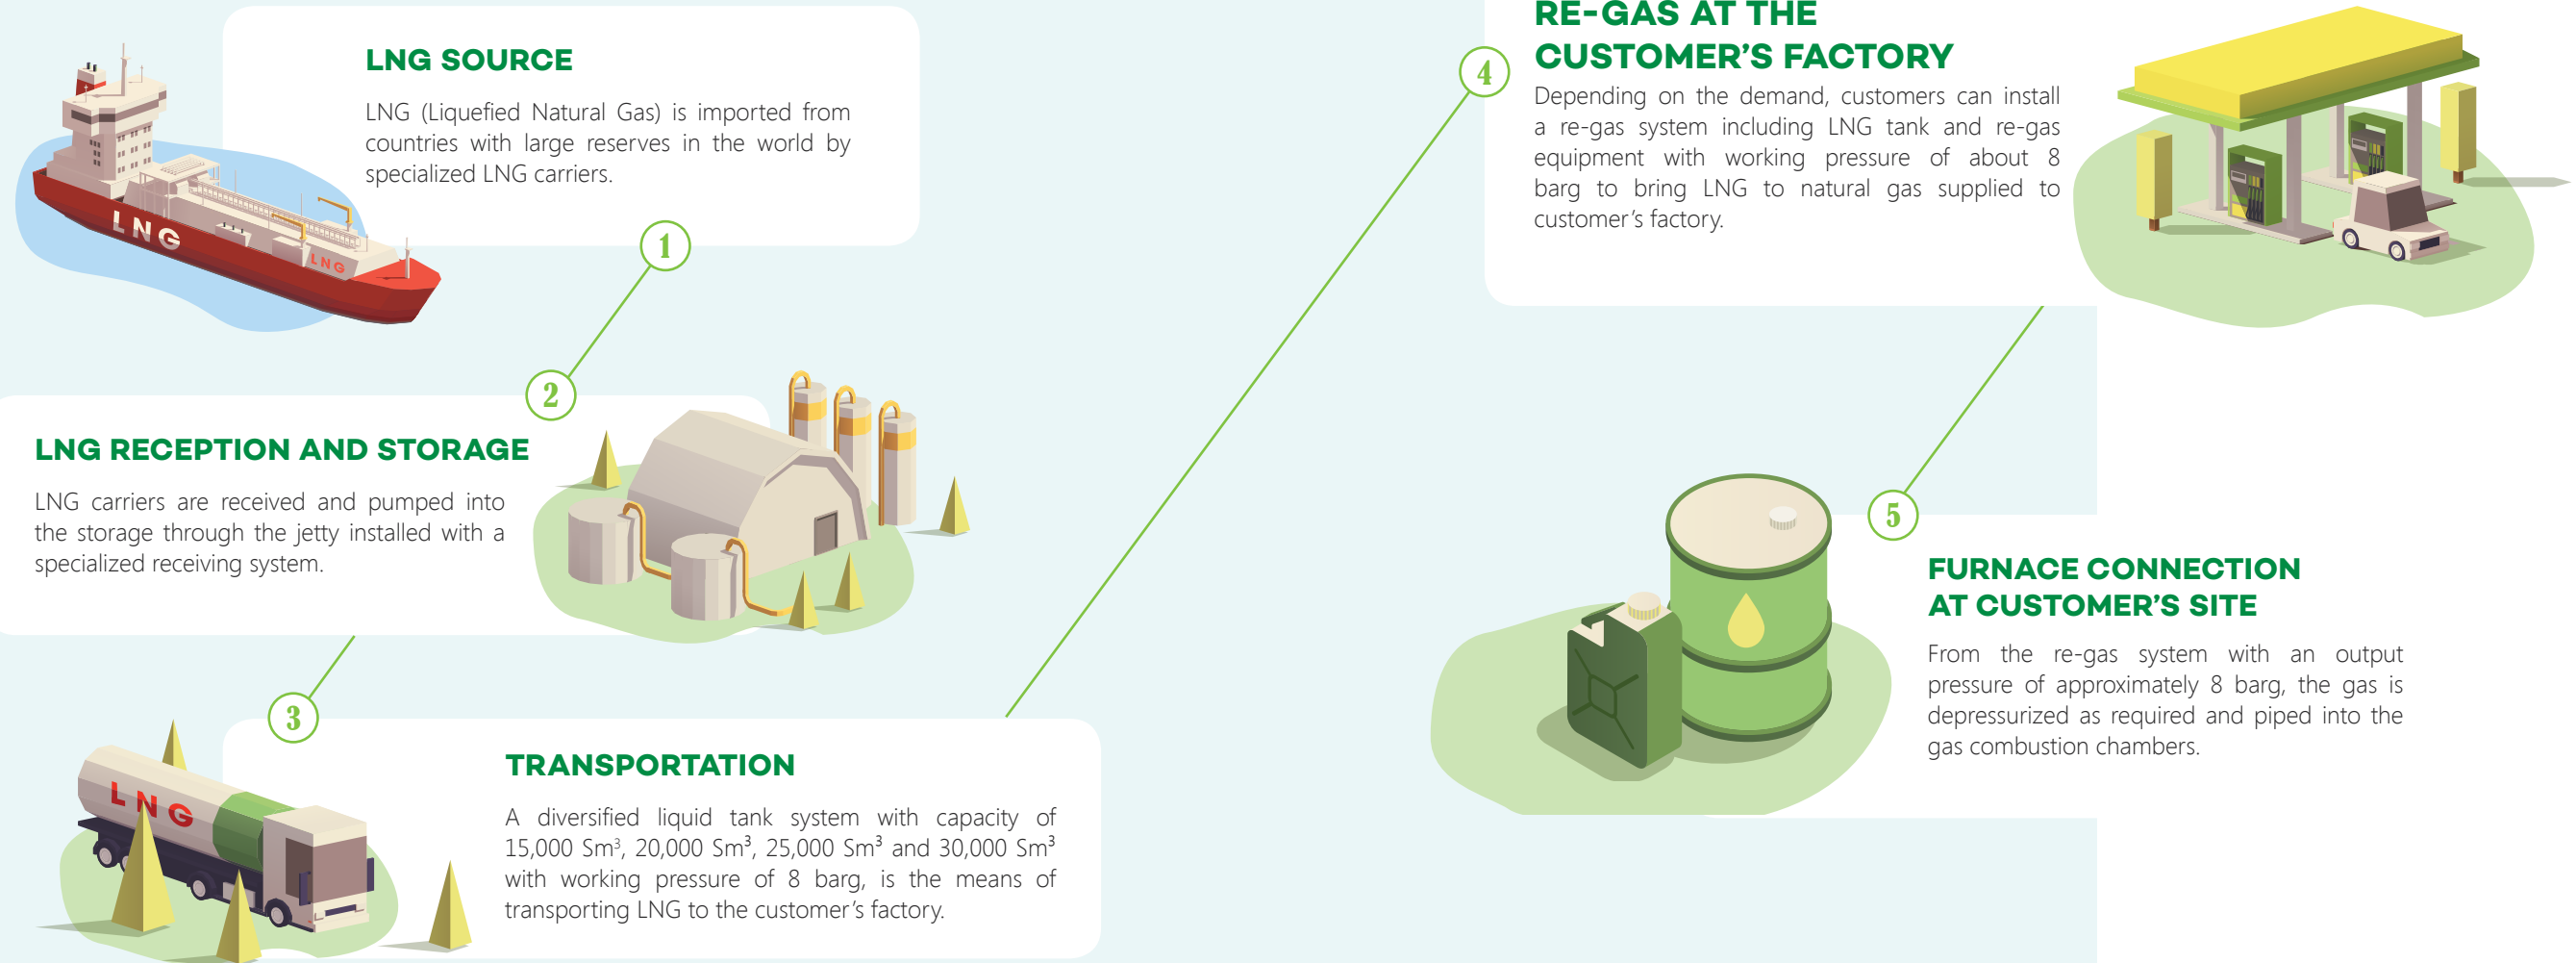 LNG SOURCE
LNG (Liquefied Natural Gas) is imported from
countries with large reserves in the world by
specialized LNG carriers.
LNG
LNG
1
2
LNG RECEPTION AND STORAGE
LNG carriers are received and pumped into
the storage through the jetty installed with a
specialized receiving system.
3
LNG
TRANSPORTATION
A diversified liquid tank system with capacity of
15,000 Sm³, 20,000 Sm³, 25,000 Sm³ and 30,000 Sm³
with working pressure of 8 barg, is the means of
transporting LNG to the customer's factory.
4
RE-GAS AT THE
CUSTOMER'S FACTORY
Depending on the demand, customers can install
a re-gas system including LNG tank and re-gas
equipment with working pressure of about 8
barg to bring LNG to natural gas supplied to
customer's factory.
5
FURNACE CONNECTION
AT CUSTOMER'S SITE
From the re-gas system with an output
pressure of approximately 8 barg, the gas is
depressurized as required and piped into the
gas combustion chambers.